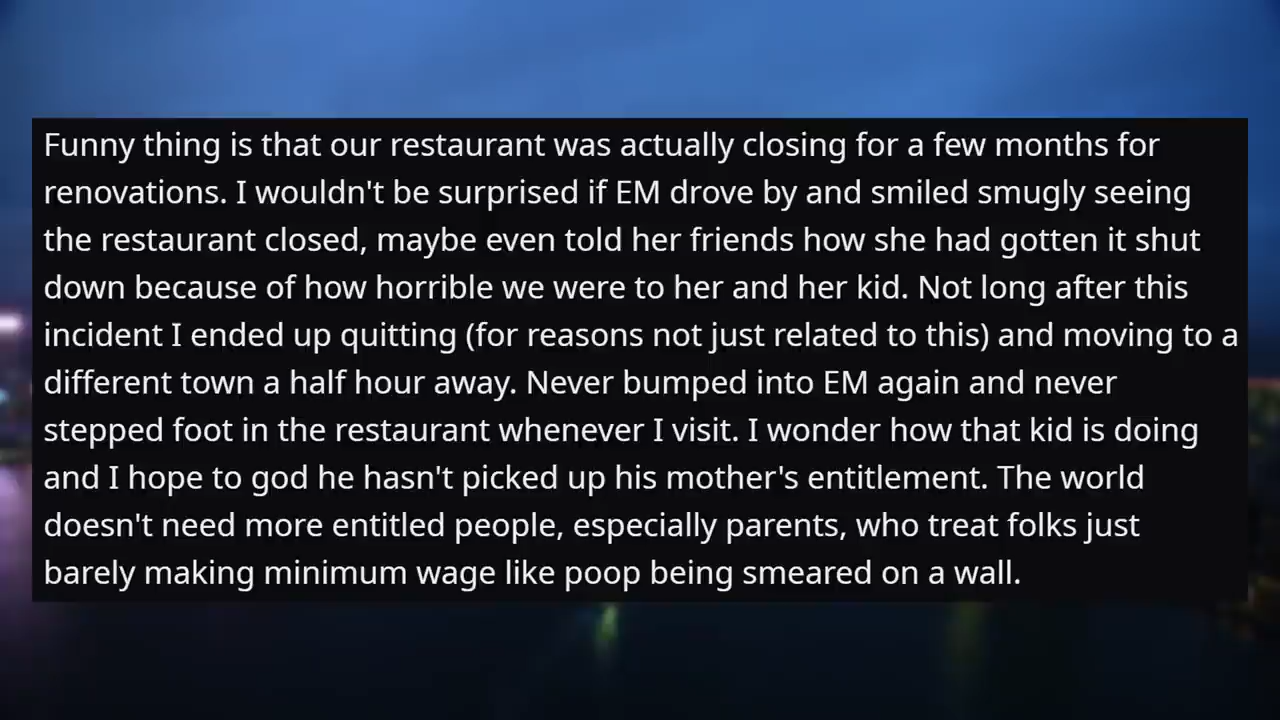 Funny thing is that our restaurant was actually closing for a few months for
renovations. I wouldn't be surprised if EM drove by and smiled smugly seeing
the restaurant closed, maybe even told her friends how she had gotten it shut
down because of how horrible we were to her and her kid. Not long after this
incident I ended up quitting (for reasons not just related to this) and moving to a
different town a half hour away. Never bumped into EM again and never
stepped foot in the restaurant whenever I visit. I wonder how that kid is doing
and I hope to god he hasn't picked up his mother's entitlement. The world
doesn't need more entitled people, especially parents, who treat folks just
barely making minimum wage like poop being smeared on a wall.